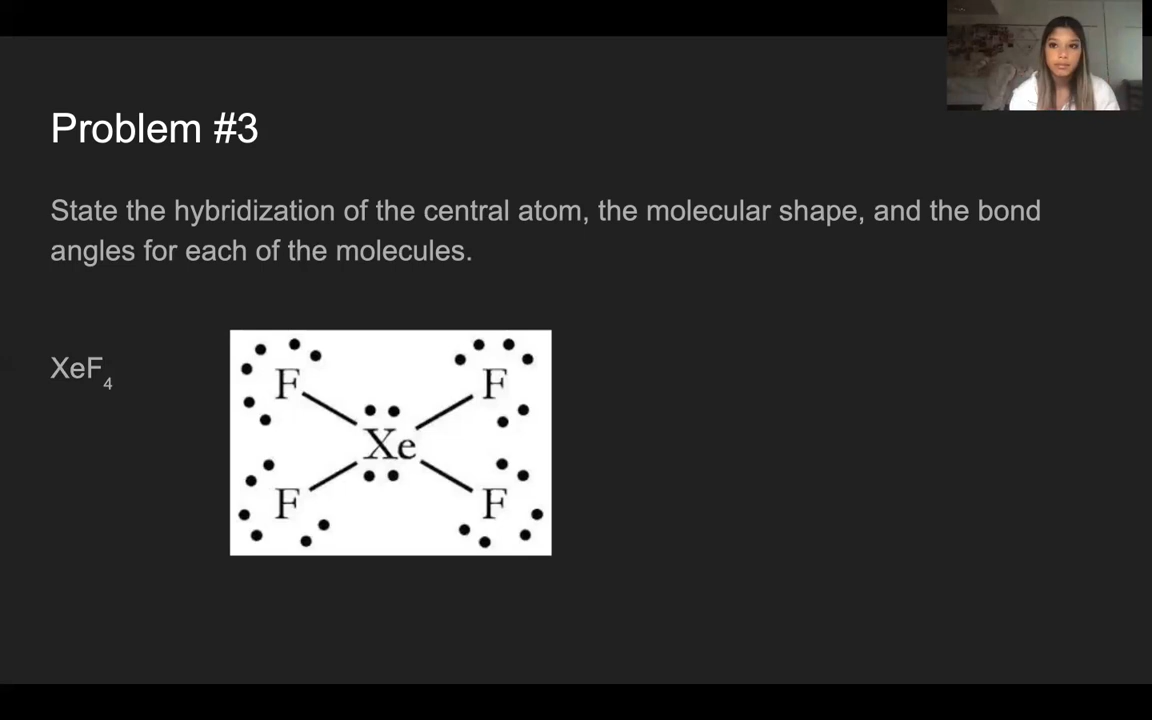 Problem #3
State the hybridization of the central atom, the molecular shape, and the bond
angles for each of the molecules.
XeF4
F F
Xe
F F